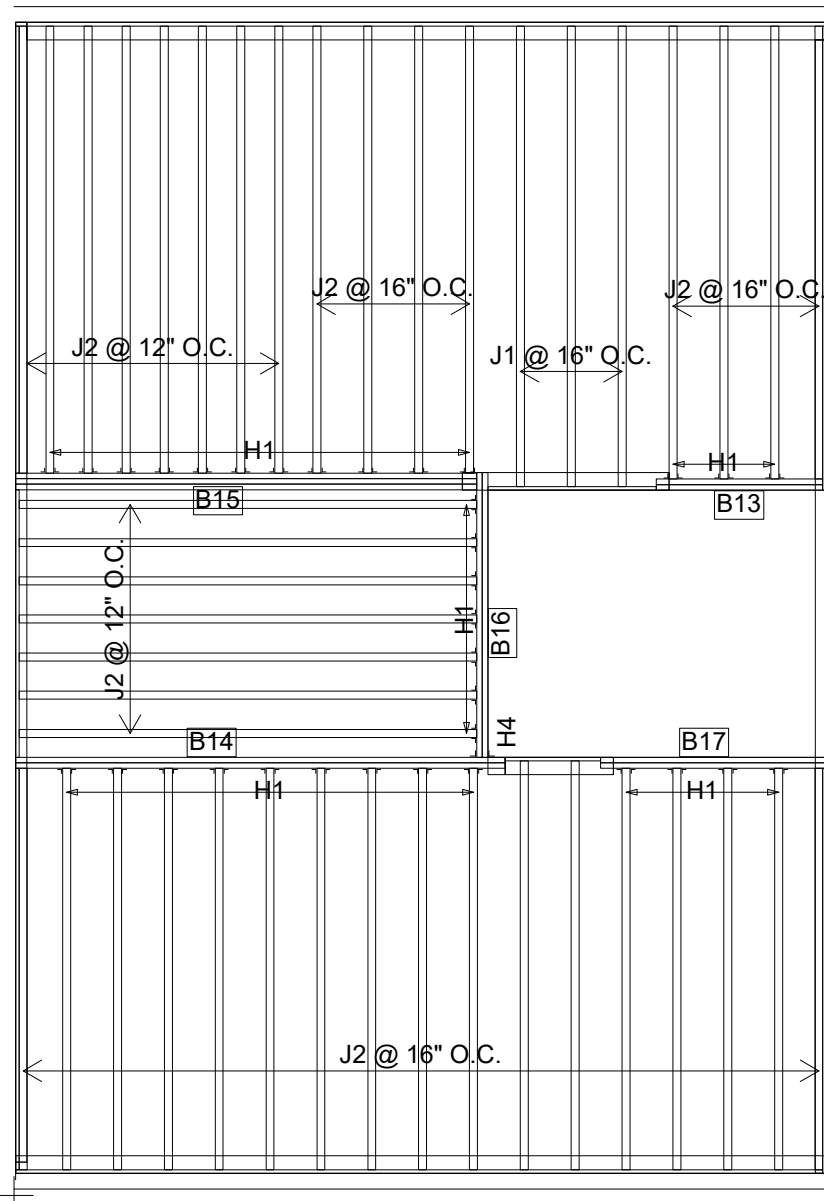 J2 @ 16" O.C.
J2 @ 16" O.C.
J2 @ 12" O.C.
J1 @ 16" O.C.
H1
H1
B15
B13
J2 @ 12" O.C.
H1
B16
H4
B14
B17
H1
H1
J2 @ 16" O.C.